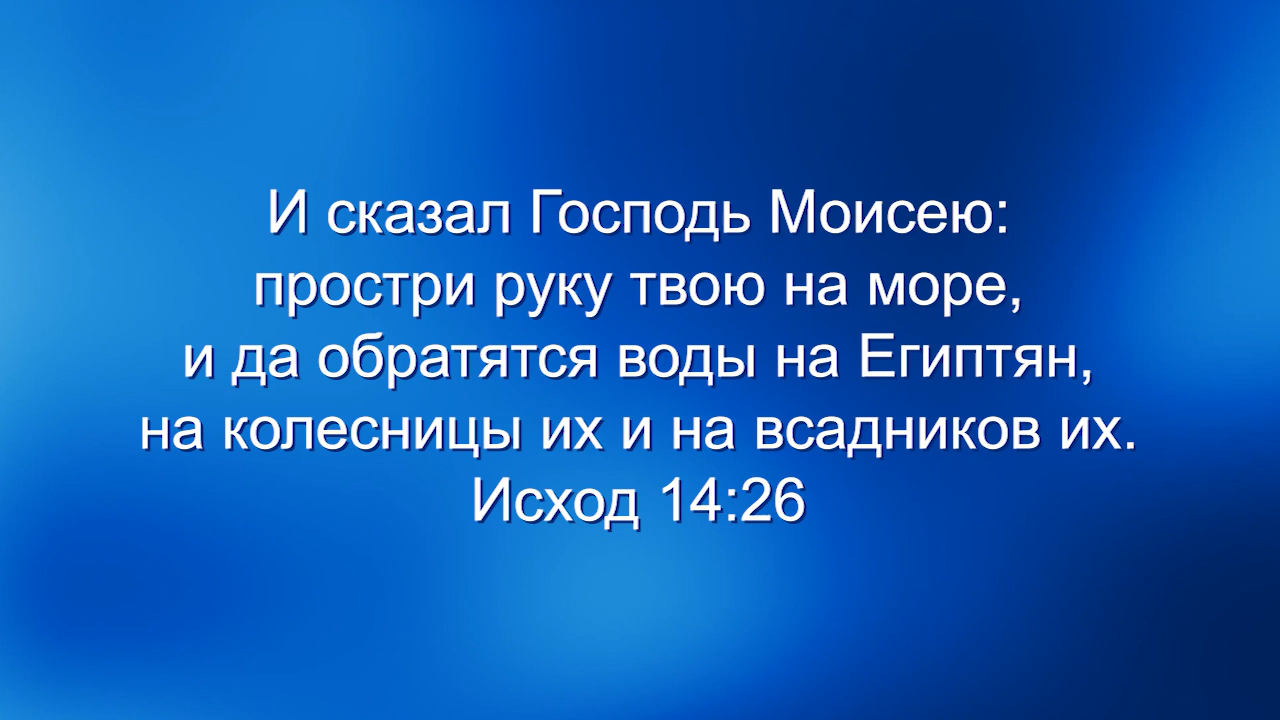 И сказал Господь Моисею:
простри руку твою на море,
и да обратятся воды на Египтян,
на колесницы их и на всадников их.
Исход 14:26